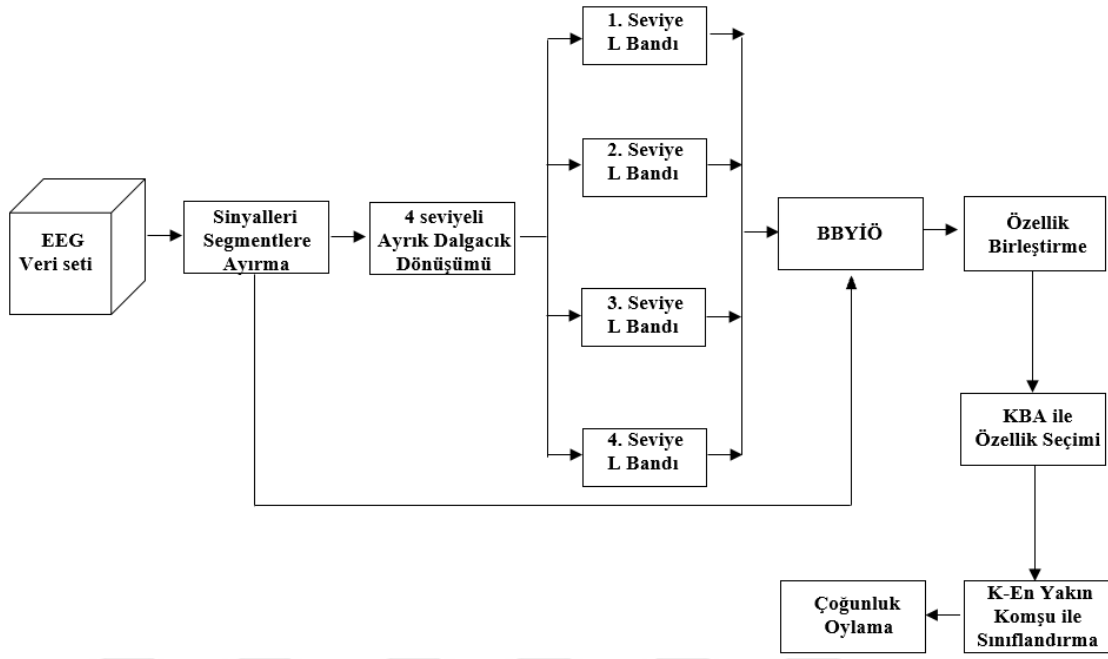 EEG
Veri seti
Sinyalleri
Segmentlere
Ayırma
4 seviyeli
Ayrık Dalgacık
Dönüşümü
1. Seviye
L Bandı
2. Seviye
L Bandı
3. Seviye
L Bandı
4. Seviye
L Bandı
BBYİÖ
Özellik
Birleştirme
KBA ile
Özellik Seçimi
K-En Yakın
Komşu ile
Sınıflandırma
Çoğunluk
Oylama